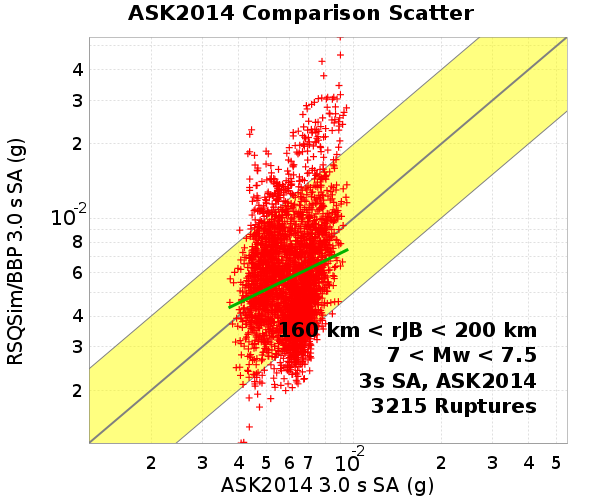 ASK2014 Comparison Scatter
RSQSim/BBP 3.0 s SA (g)
4
3
2
10-2
8
6
4
3
2
160 km < rJB < 200 km
7 < Mw < 7.5
3s SA, ASK2014
3215 Ruptures
2 3 4 5 6 7 10-2 2 3 4 5
ASK2014 3.0 s SA (g)